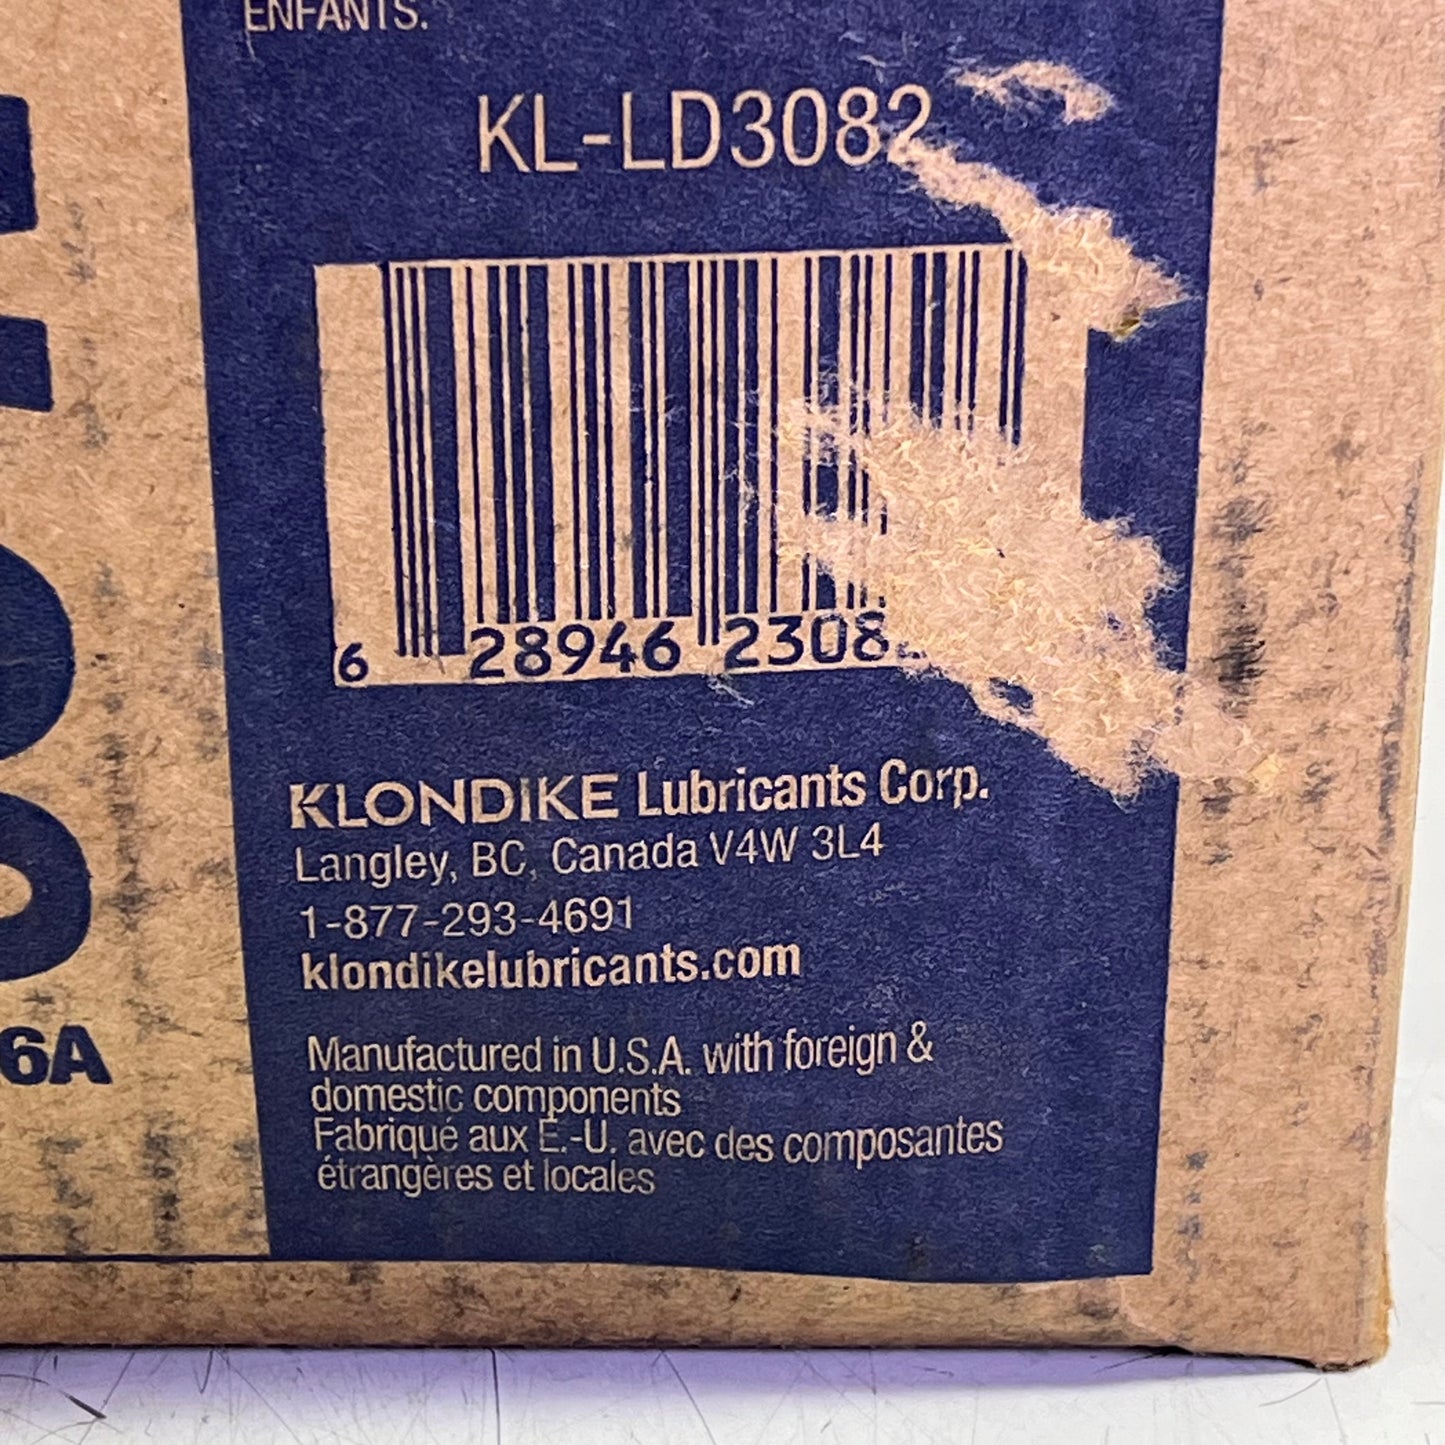 ENFANTS.
KL-LD3082
6 28946 2308
KLONDIKE Lubricants Corp.
Langley, BC, Canada V4W 3L4
1-877-293-4691
klondikelubricants.com
Manufactured in U.S.A. with foreign &
domestic components
Fabriqué aux E.-U. avec des composantes
étrangères et locales
6A